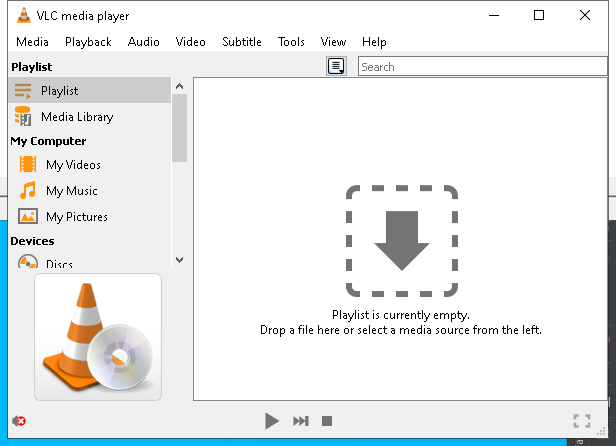 VLC media player
Media Playback Audio Video Subtitle Tools View Help
Playlist
Search
Playlist
Media Library
My Computer
My Videos
My Music
My Pictures
Devices
Discs
Playlist is currently empty.
Drop a file here or select a media source from the left.